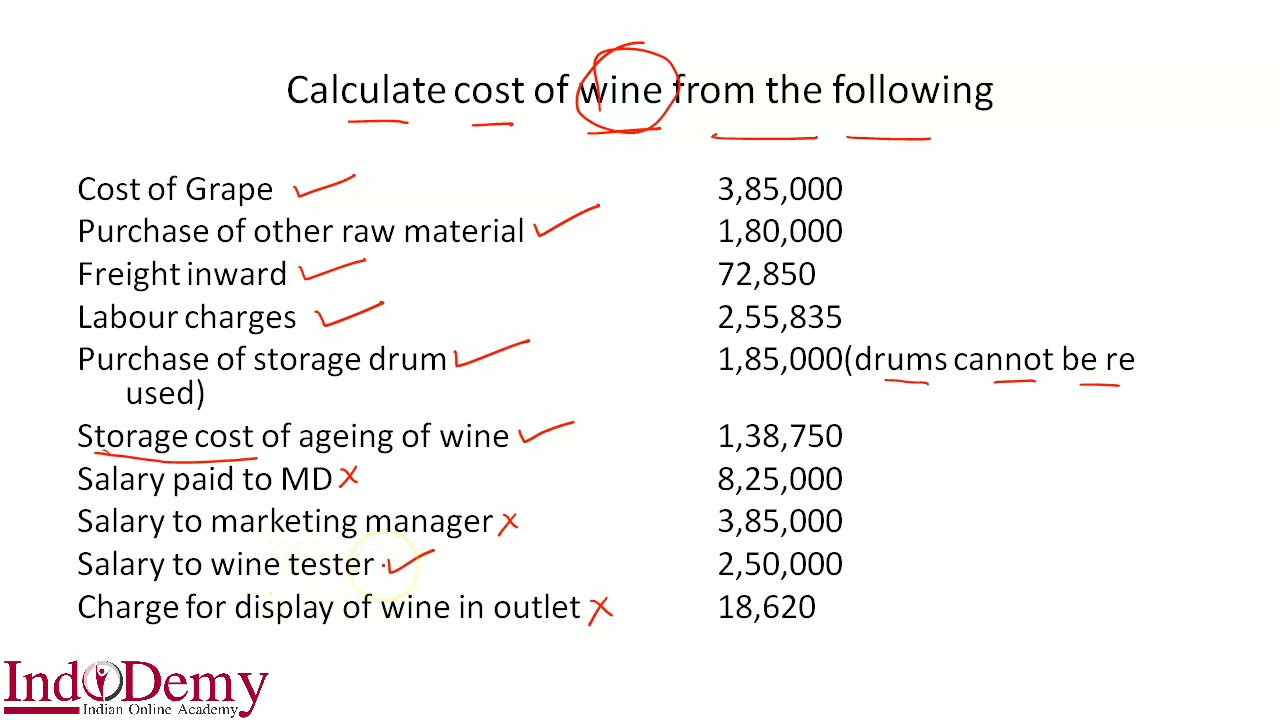 Calculate cost of wine from the following
Cost of Grape 3,85,000
Purchase of other raw material 1,80,000
Freight inward 72,850
Labour charges 2,55,835
Purchase of storage drum 1,85,000(drums cannot be re
used)
Storage cost of ageing of wine 1,38,750
Salary paid to MD 8,25,000
Salary to marketing manager 3,85,000
Salary to wine tester 2,50,000
Charge for display of wine in outlet 18,620
IndoDemy
Indian Online Academy